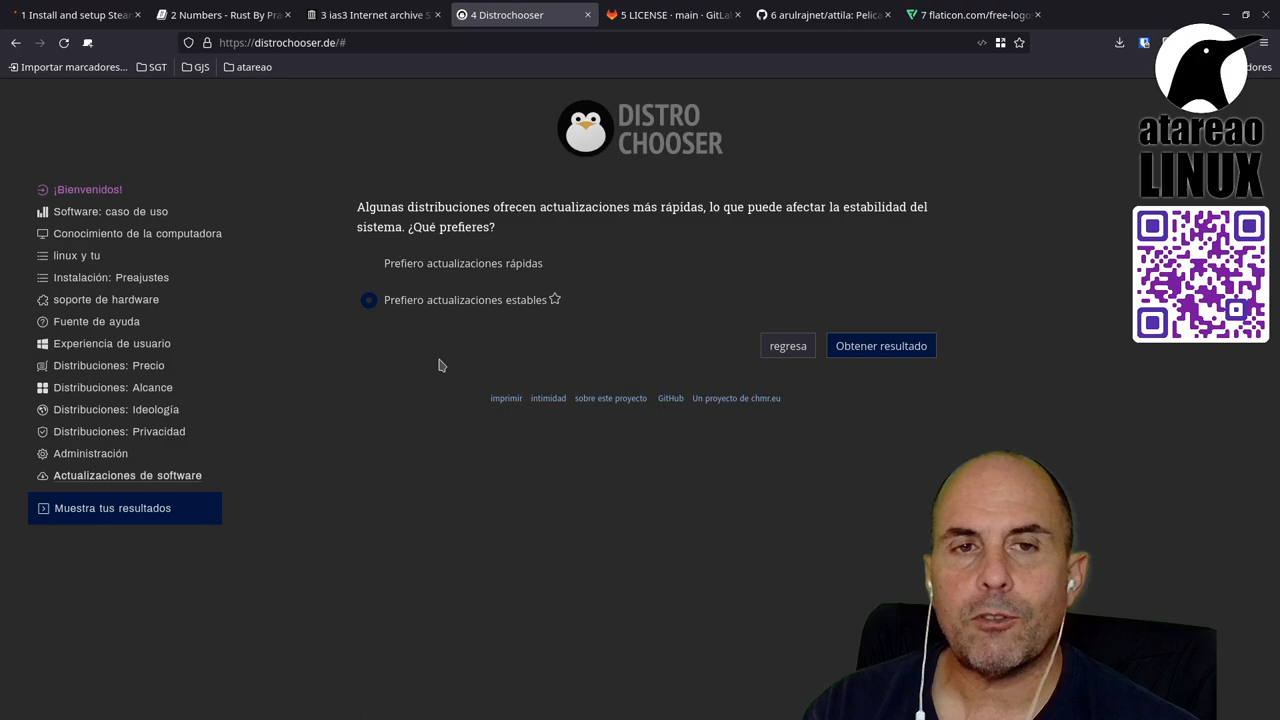 1 Install and setup Stea
2 Numbers - Rust By Pra
3 ias3 Internet archive S
4 Distrochooser
5 LICENSE · main · GitLa
6 arulrajnet/attila: Pelica
7 flaticon.com/free-logo
https://distrochooser.de/#
Importar marcadores...
SGT
GJS
atareao
dores
DISTRO
CHOOSER
atareao
LINUX
¡Bienvenidos!
Software: caso de uso
Conocimiento de la computadora
linux y tu
Instalación: Preajustes
soporte de hardware
Fuente de ayuda
Experiencia de usuario
Distribuciones: Precio
Distribuciones: Alcance
Distribuciones: Ideología
Distribuciones: Privacidad
Administración
Actualizaciones de software
Muestra tus resultados
Algunas distribuciones ofrecen actualizaciones más rápidas, lo que puede afectar la estabilidad del
sistema. ¿Qué prefieres?
Prefiero actualizaciones rápidas
Prefiero actualizaciones estables
regresa
Obtener resultado
imprimir intimidad sobre este proyecto GitHub Un proyecto de chmr.eu